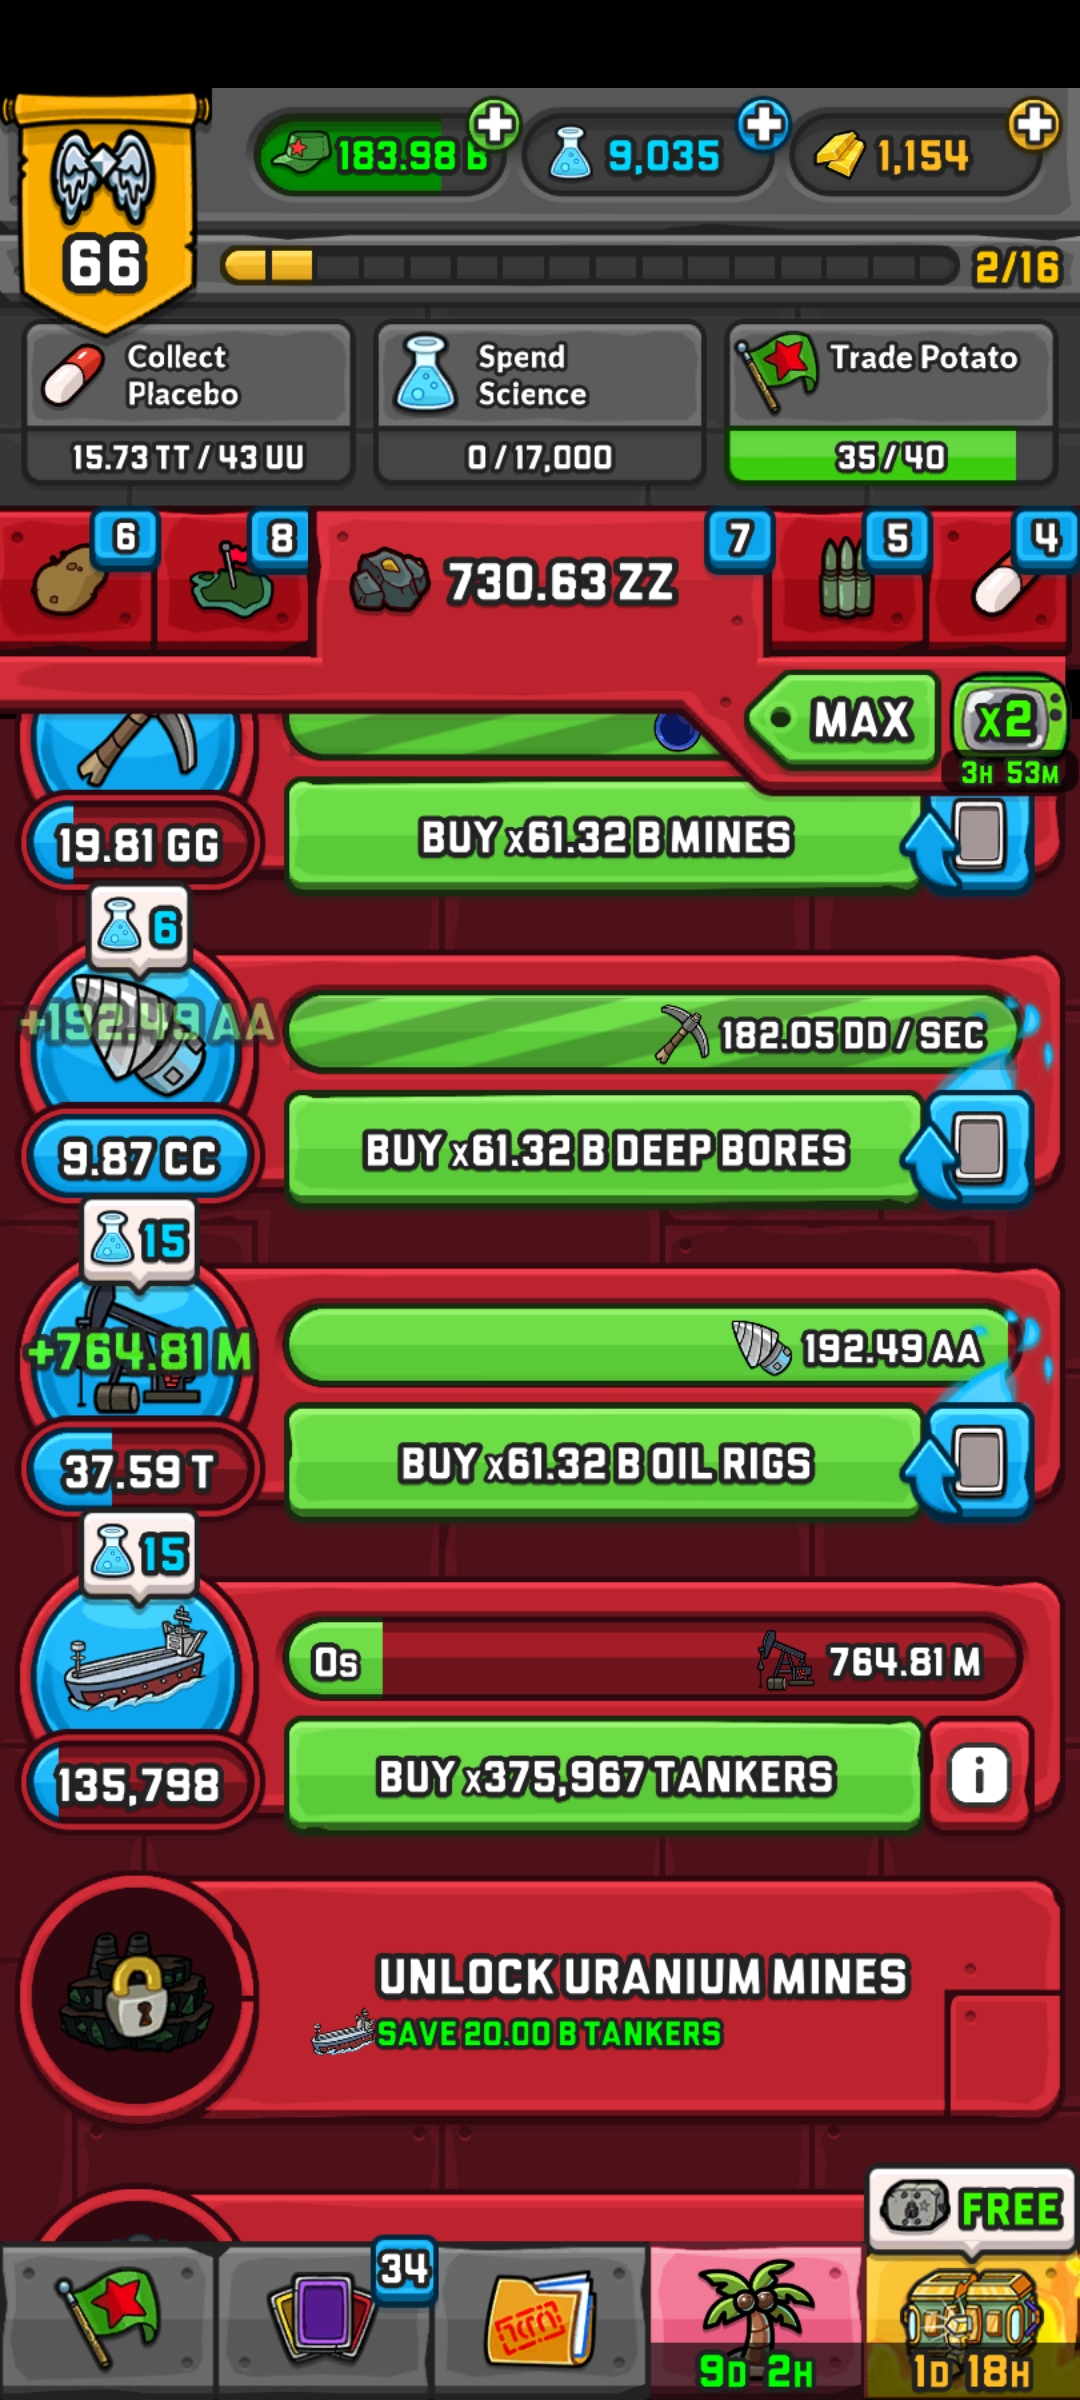 183.98 B
9,035
1,154
66
2/16
Collect
Placebo
Spend
Science
Trade Potato
15.73 TT / 43 UU
0/17,000
35/40
6
8
730.63 ZZ
7
5
4
MAX
x2
3H 53M
19.81 GG
BUY x61.32 B MINES
6
+192.49 AA
182.05 DD / SEC
9.87 CC
BUY x61.32 B DEEP BORES
15
+764.81 M
192.49 AA
37.59 T
BUY x61.32 B OIL RIGS
15
0s
764.81 M
135,798
BUY x375,967 TANKERS
i
UNLOCK URANIUM MINES
SAVE 20.00 B TANKERS
FREE
34
9D 2H
1D 18H